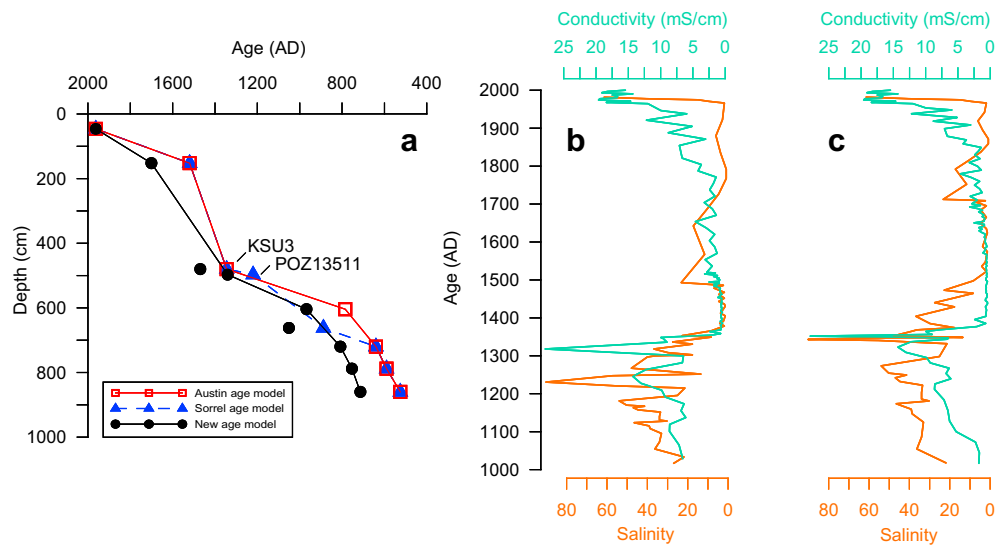 Age (AD)
2000 1600 1200 800 400
0
200
400
600
800
1000
Depth (cm)
a
KSU3
POZ13511
Austin age model
Sorrel age model
New age model
Conductivity (mS/cm)
25 20 15 10 5 0
2000
1900
1800
1700
1600
1500
1400
1300
1200
1100
1000
Age (AD)
b
80 60 40 20 0
Salinity
Conductivity (mS/cm)
25 20 15 10 5 0
c
80 60 40 20 0
Salinity